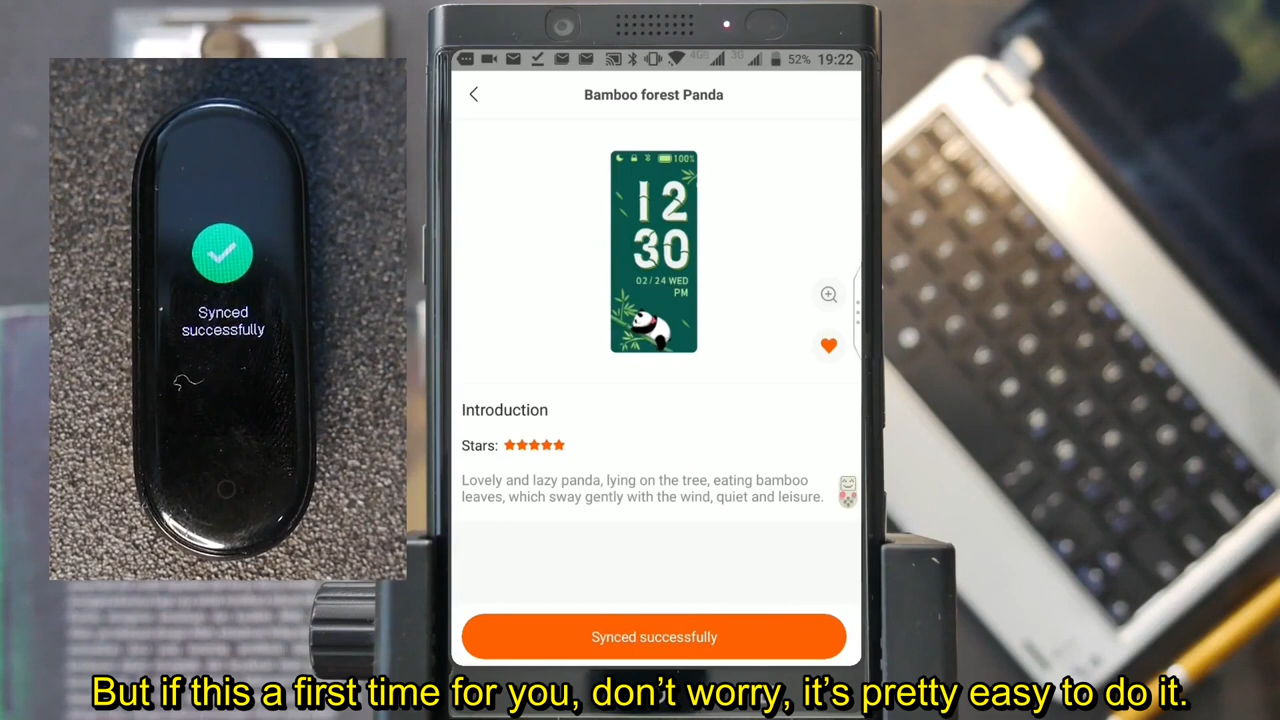 4G 3G 52% 19:22
Bamboo forest Panda
100%
12
30
02/24 WED
PM
Synced
successfully
Introduction
Stars:
Lovely and lazy panda, lying on the tree, eating bamboo
leaves, which sway gently with the wind, quiet and leisure.
Synced successfully
But if this a first time for you, don't worry, it's pretty easy to do it.